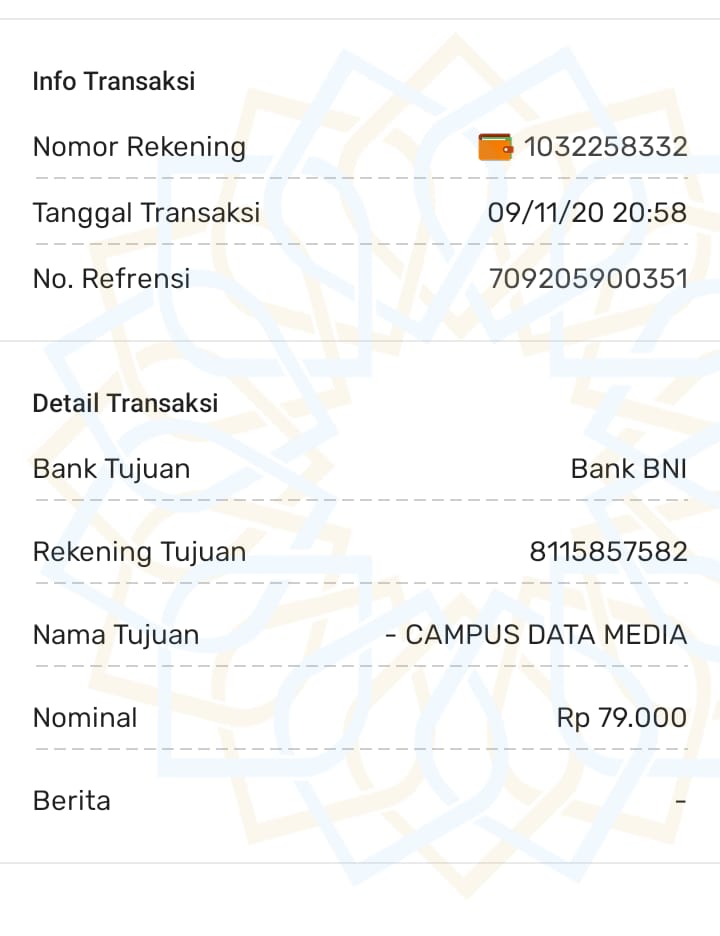 Info Transaksi
Nomor Rekening 1032258332
Tanggal Transaksi 09/11/20 20:58
No. Refrensi 709205900351
Detail Transaksi
Bank Tujuan Bank BNI
Rekening Tujuan 8115857582
Nama Tujuan - CAMPUS DATA MEDIA
Nominal Rp 79.000
Berita -